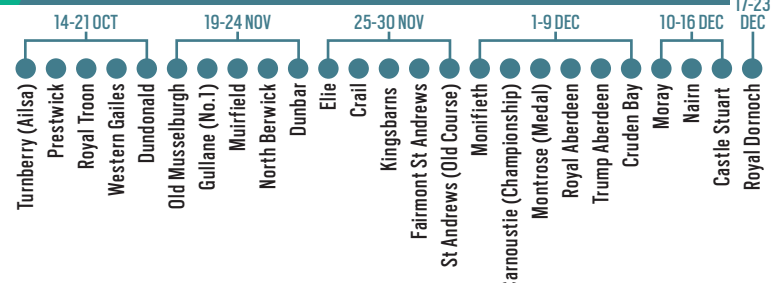 14-21 OCT
19-24 NOV
25-30 NOV
1-9 DEC
10-16 DEC
17-23
DEC
Turnberry (Ailsa)
Prestwick
Royal Troon
Western Gailes
Dundonald
Old Musselburgh
Gullane (No.1)
Muirfield
North Berwick
Dunbar
Elie
Crail
Kingsbarns
Fairmont St Andrews
St Andrews (Old Course)
Monifieth
arnoustie (Championship)
Montrose (Medal)
Royal Aberdeen
Trump Aberdeen
Cruden Bay
Moray
Nairn
Castle Stuart
Royal Dornoch